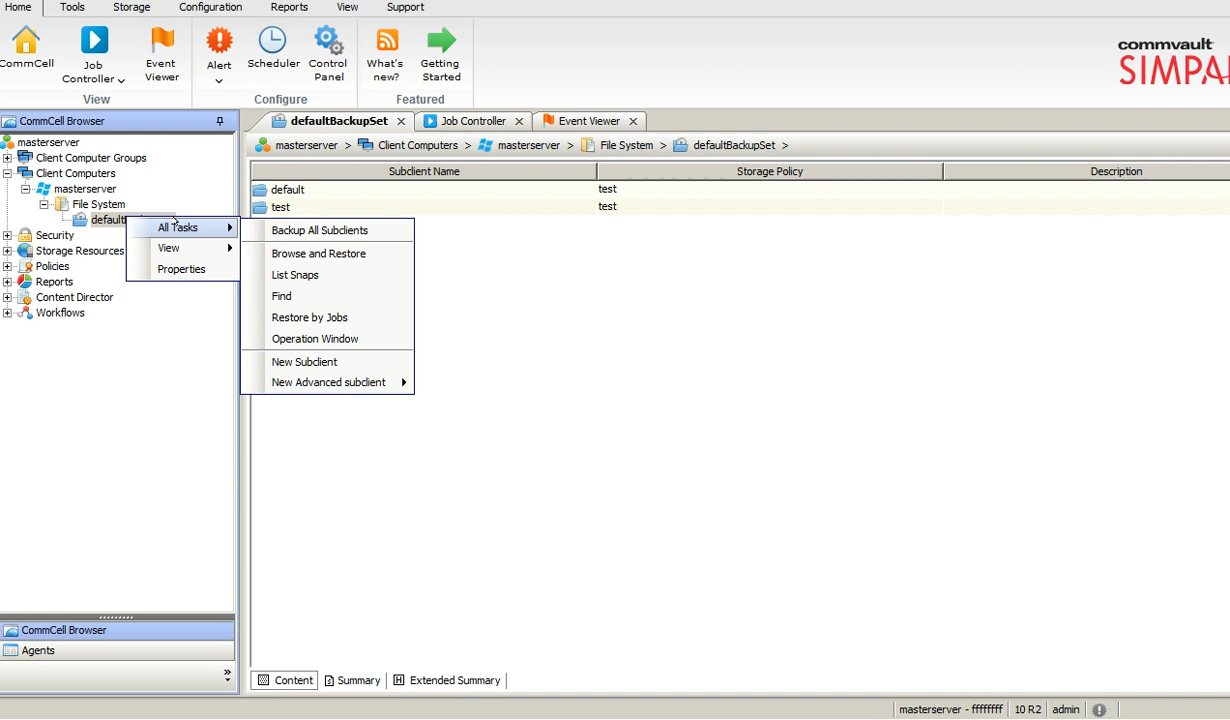 Home Tools Storage Configuration Reports View Support
CommCell
Job Controller
Event Viewer
Alert
Scheduler
Control Panel
What's new?
Getting Started
View
Configure
Featured
commvault
CommCell Browser
masterserver
Client Computer Groups
Client Computers
masterserver
File System
Security
Storage Resources
Policies
Reports
Content Director
Workflows
All Tasks
View
Properties
Backup All Subclients
Browse and Restore
List Snaps
Find
Restore by Jobs
Operation Window
New Subclient
New Advanced subclient
defaultBackupSet Job Controller Event Viewer
masterserver > Client Computers > masterserver > File System > defaultBackupSet >
Subclient Name Storage Policy Description
default test
test test
CommCell Browser
Agents
Content Summary Extended Summary
masterserver - ffffffff 10 R2 admin